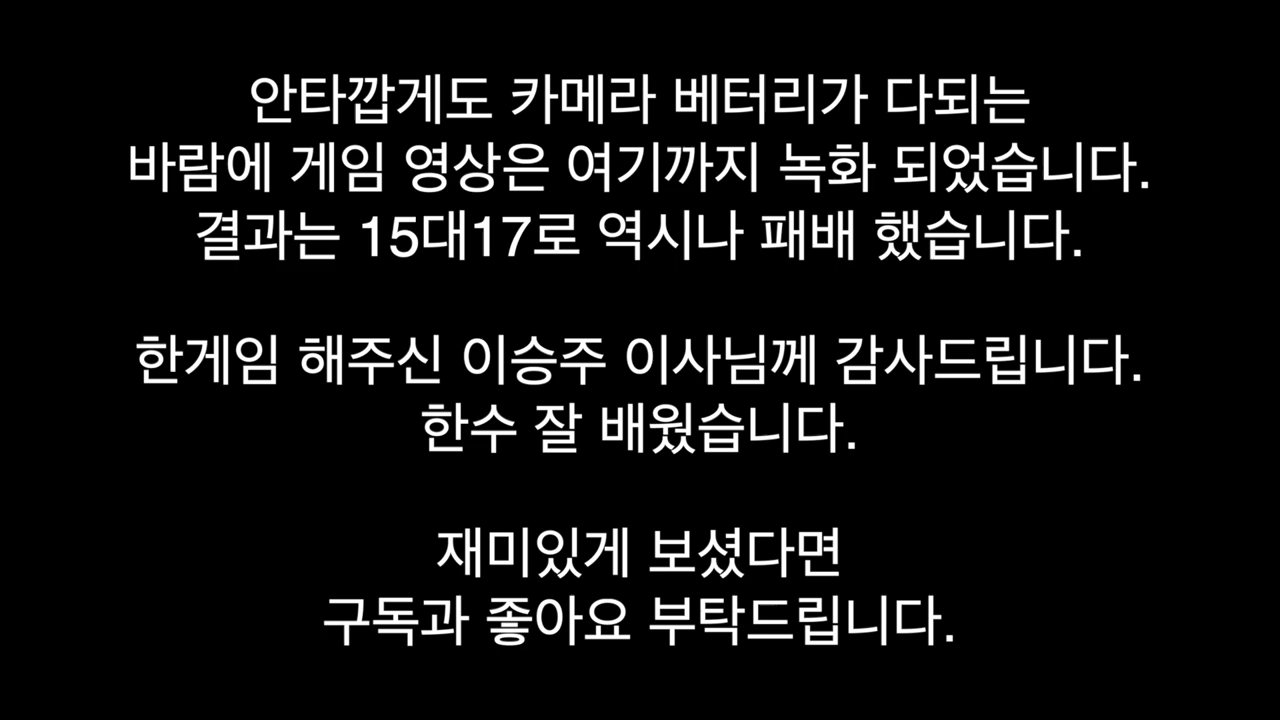 안타깝게도 카메라 베터리가 다되는
바람에 게임 영상은 여기까지 녹화 되었습니다.
결과는 15대17로 역시나 패배 했습니다.
한게임 해주신 이승주 이사님께 감사드립니다.
한수 잘 배웠습니다.
재미있게 보셨다면
구독과 좋아요 부탁드립니다.